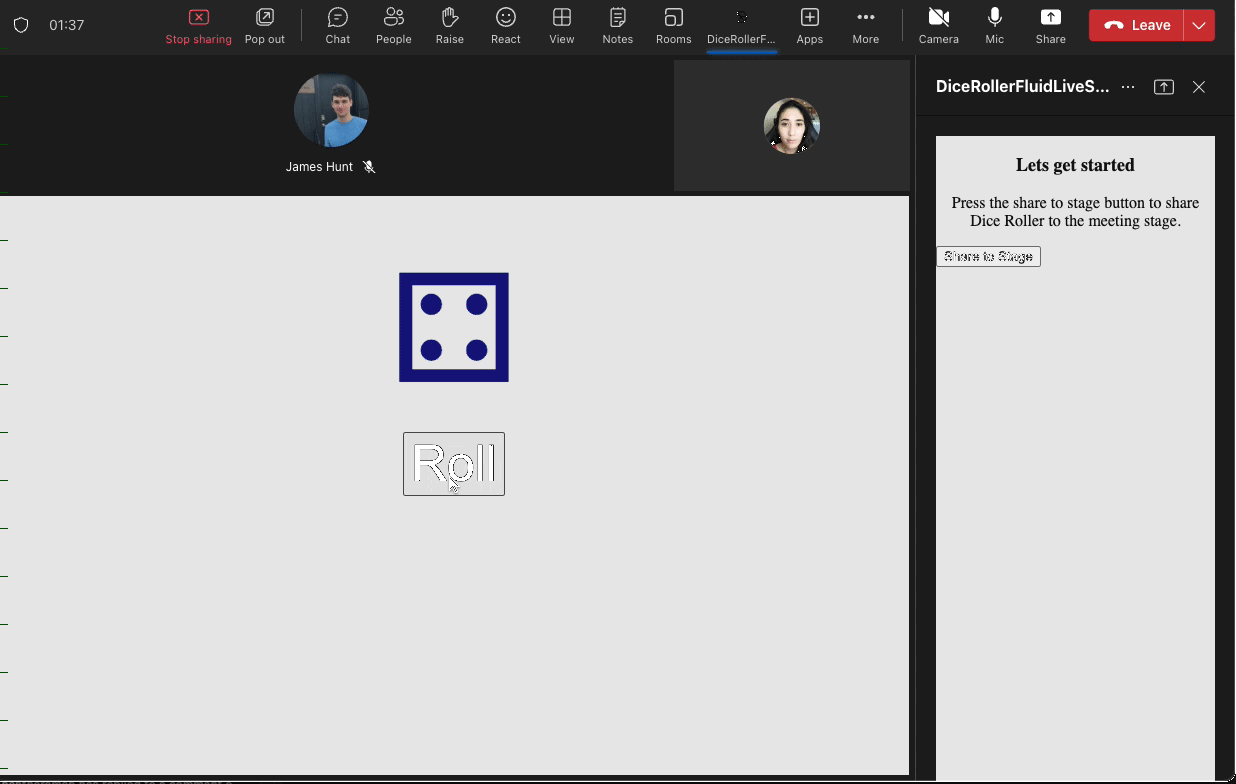 01:37
Stop sharing
Pop out
Chat
People
Raise
React
View
Notes
Rooms
DiceRollerF...
Apps
More
Camera
Mic
Share
Leave
James Hunt
DiceRollerFluidLiveS...
Lets get started
Press the share to stage button to share
Dice Roller to the meeting stage.
Share to Stage
Roll